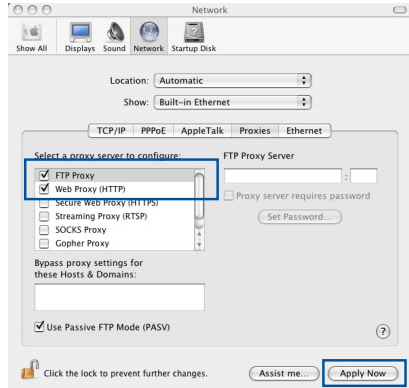 Network
Show All Displays Sound Network Startup Disk
Location: Automatic
Show: Built-in Ethernet
TCP/IP PPPoE AppleTalk Proxies Ethernet
Select a proxy server to configure: FTP Proxy Server
FTP Proxy
Web Proxy (HTTP) :
Secure Web Proxy (HTTPS) Proxy server requires password
Streaming Proxy (RTSP) Set Password...
SOCKS Proxy
Gopher Proxy
Bypass proxy settings for
these Hosts & Domains:
Use Passive FTP Mode (PASV) ?
Click the lock to prevent further changes. Assist me... Apply Now